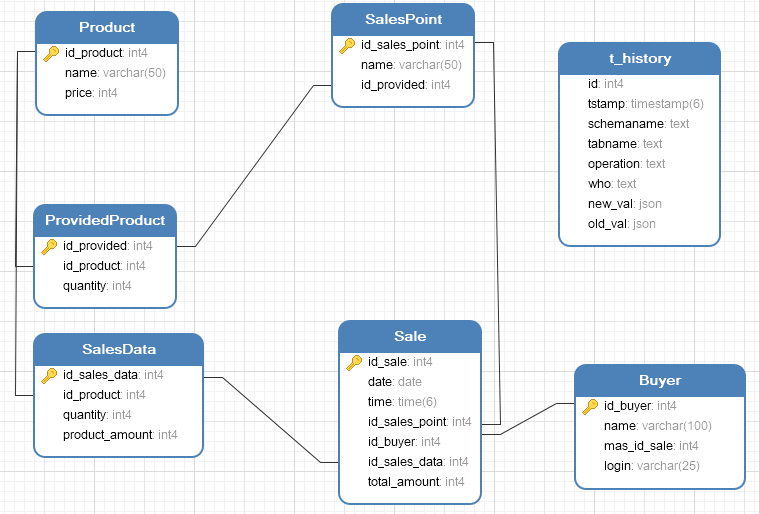 Product
id_product: int4
name: varchar(50)
price: int4
SalesPoint
id_sales_point: int4
name: varchar(50)
id_provided: int4
t_history
id: int4
tstamp: timestamp(6)
schemaname: text
tabname: text
operation: text
who: text
new_val: json
old_val: json
ProvidedProduct
id_provided: int4
id_product: int4
quantity: int4
SalesData
id_sales_data: int4
id_product: int4
quantity: int4
product_amount: int4
Sale
id_sale: int4
date: date
time: time(6)
id_sales_point: int4
id_buyer: int4
id_sales_data: int4
total_amount: int4
Buyer
id_buyer: int4
name: varchar(100)
mas_id_sale: int4
login: varchar(25)